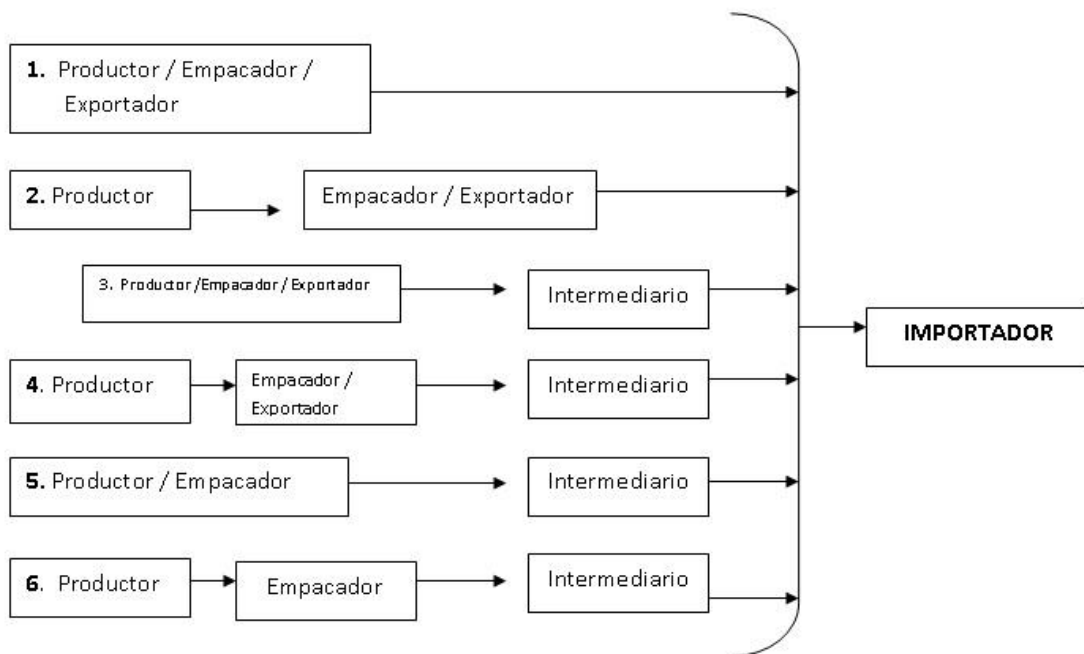 1. Productor / Empacador /
Exportador
2. Productor
Empacador / Exportador
3. Productor /Empacador / Exportador
Intermediario
4. Productor
Empacador /
Exportador
Intermediario
5. Productor / Empacador
Intermediario
6. Productor
Empacador
Intermediario
IMPORTADOR